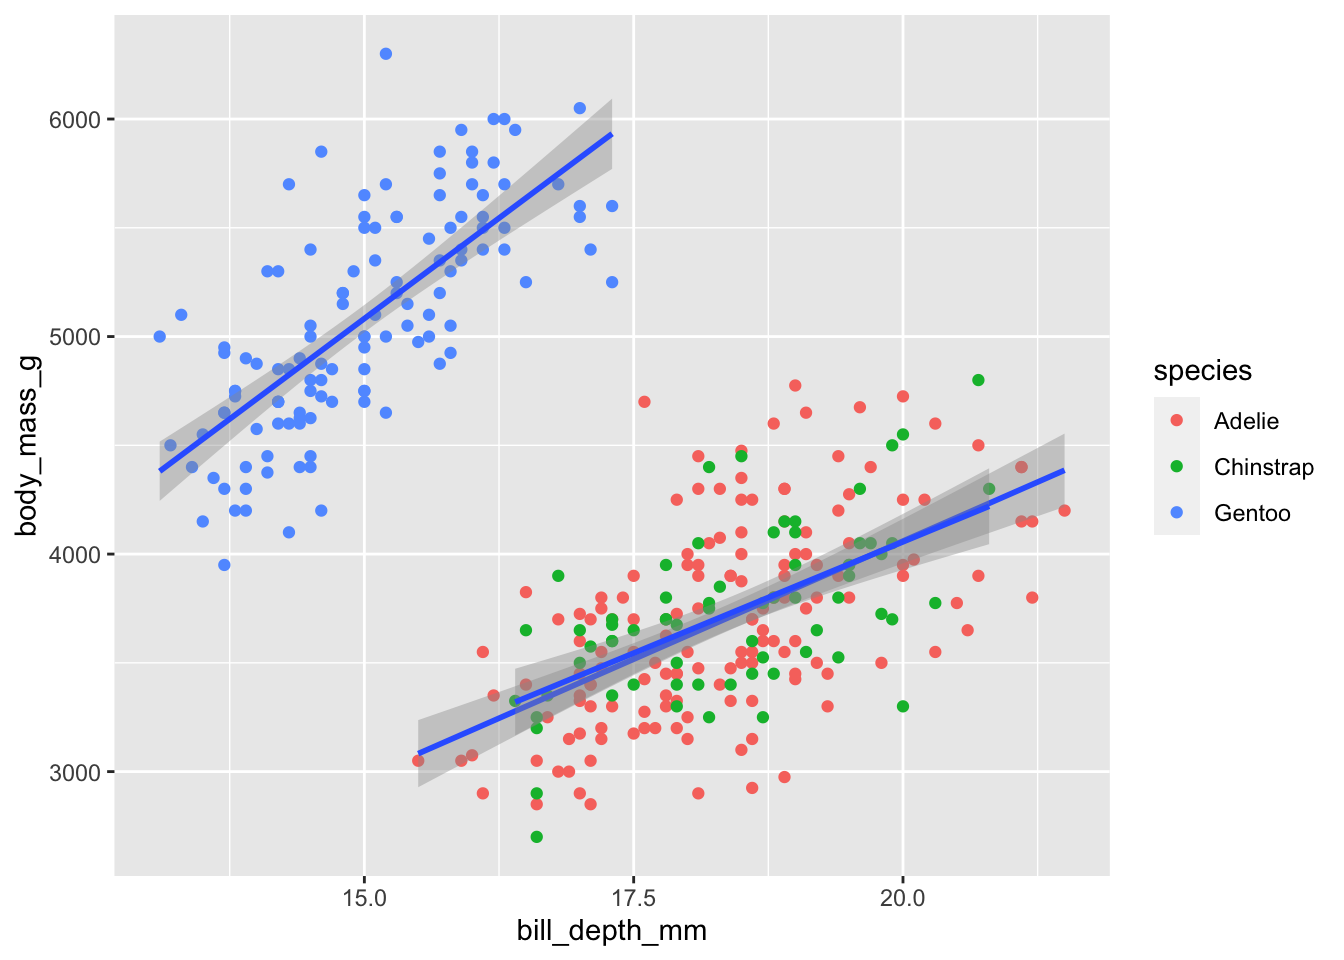 6000
5000
4000
3000
body_mass_g
15.0
17.5
20.0
bill_depth_mm
species
Adelie
Chinstrap
Gentoo